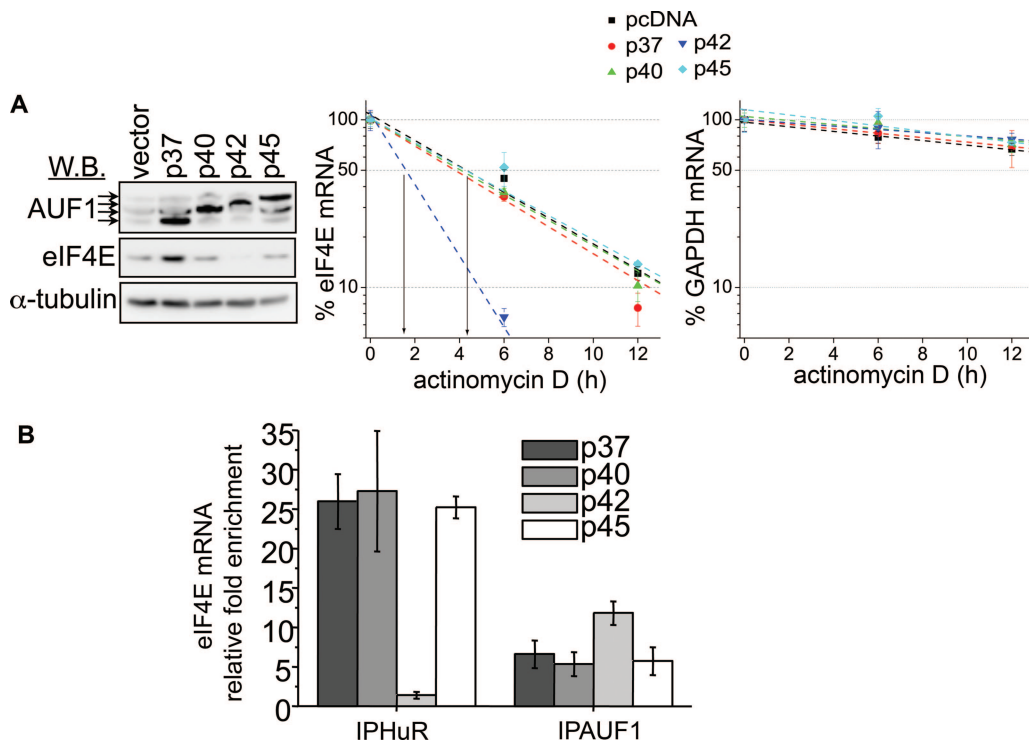 pcDNA
p37
p42
p40
p45
A
W.B.
vector
p37
p40
p42
p45
AUF1
eIF4E
α-tubulin
% eIF4E mRNA
100
50
10
0 2 4 6 8 10 12
actinomycin D (h)
% GAPDH mRNA
100
50
10
0 2 4 6 8 10 12
actinomycin D (h)
B
eIF4E mRNA
relative fold enrichment
35
30
25
20
15
10
5
0
p37
p40
p42
p45
IPHuR
IPAUF1